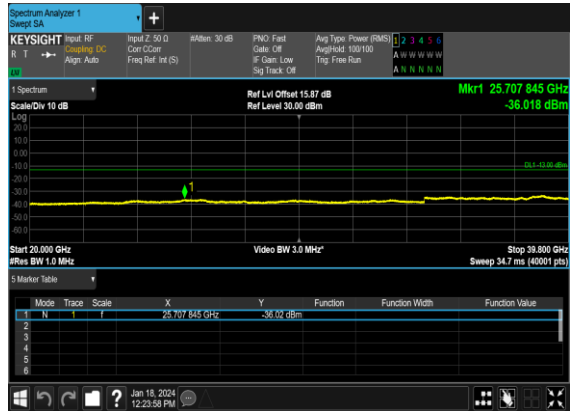 Spectrum Analyzer 1
Swept SA
KEYSIGHT Input: RF Input Z: 50 Ω #Atten: 30 dB PNO: Fast Avg Type: Power (RMS) 1 2 3 4 5 6
R T Coupling: DC Corr CCorr Gate: Off Avg|Hold: 100/100 A W W W W W
Align: Auto Freq Ref: Int (S) IF Gain: Low Trig: Free Run
Sig Track: Off A N N N N N
1 Spectrum Ref Lvl Offset 15.87 dB Mkr1 25.707 845 GHz
Scale/Div 10 dB Ref Level 30.00 dBm -36.018 dBm
Log
20.0
10.0
0.00
-10.0 DL1 -13.00 dBm
-20.0
-30.0 1
-40.0
-50.0
-60.0
Start 20.000 GHz Video BW 3.0 MHz* Stop 39.800 GHz
#Res BW 1.0 MHz Sweep 34.7 ms (40001 pts)
5 Marker Table
Mode Trace Scale X Y Function Function Width Function Value
1 N 1 f 25.707 845 GHz -36.02 dBm
2
3
4
5
6
? Jan 18, 2024
12:23:58 PM